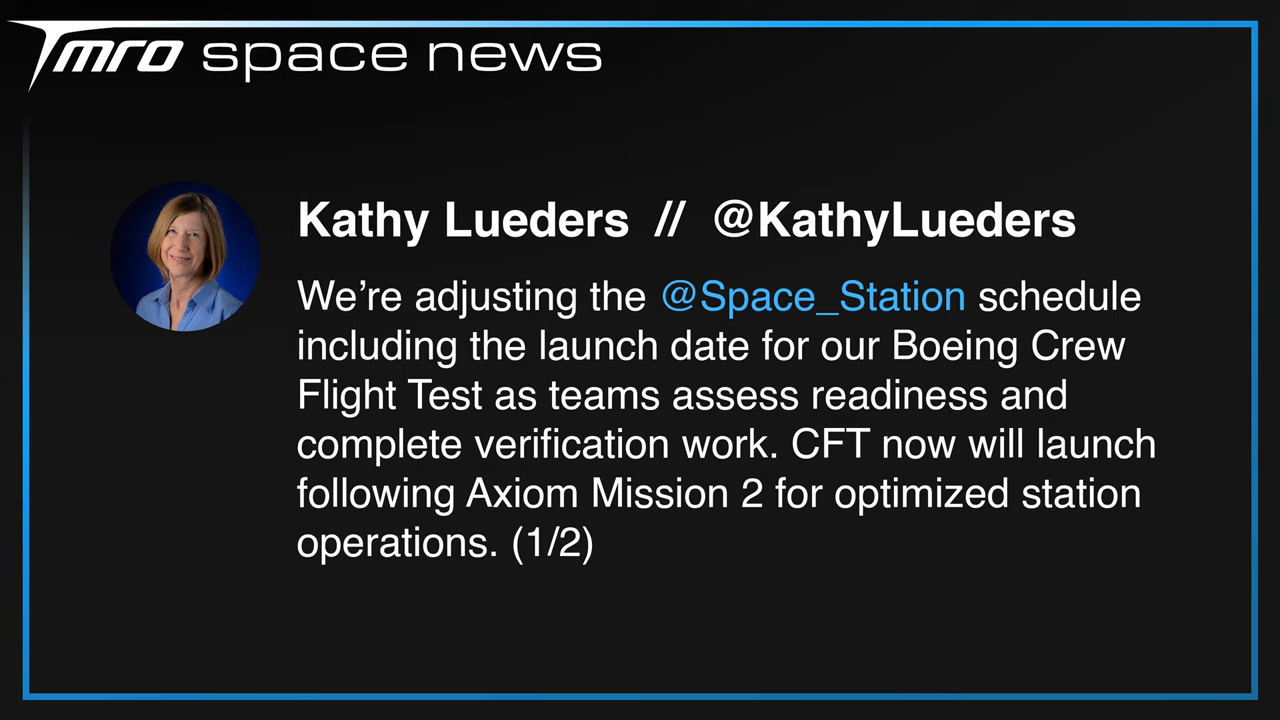 Tmro space news
Kathy Lueders // @KathyLueders
We’re adjusting the @Space_Station schedule
including the launch date for our Boeing Crew
Flight Test as teams assess readiness and
complete verification work. CFT now will launch
following Axiom Mission 2 for optimized station
operations. (1/2)